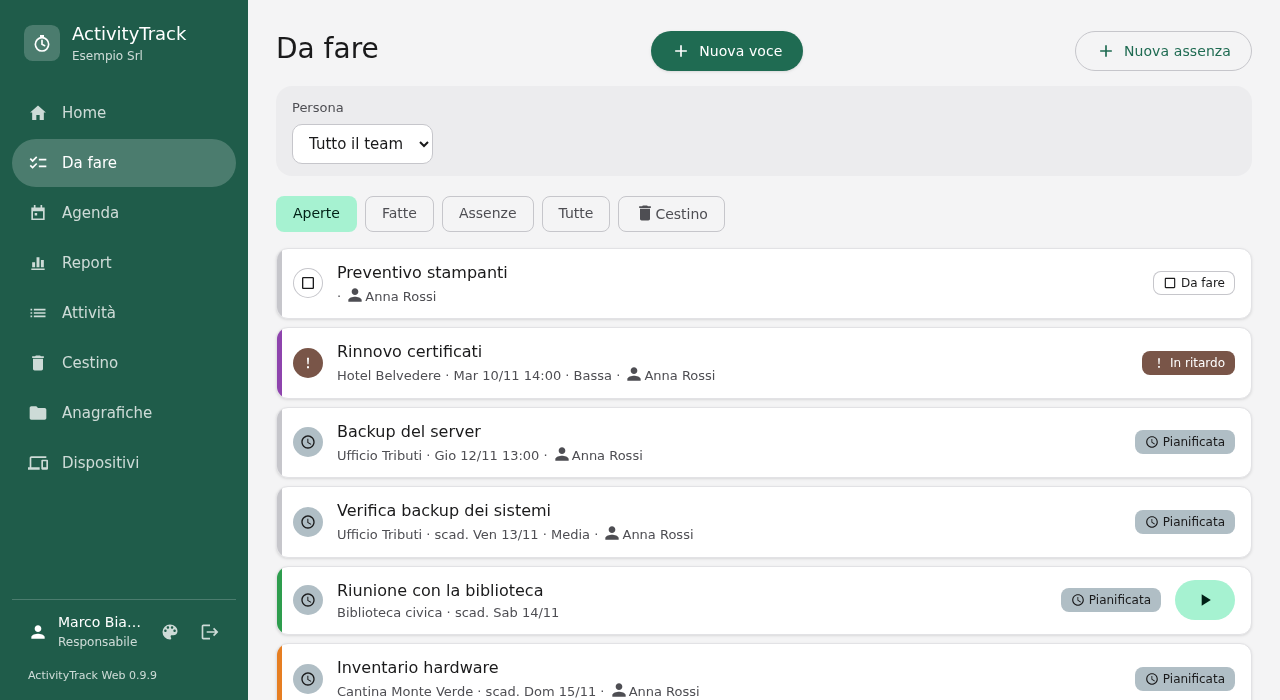 ActivityTrack
Esempio Srl
Home
Da fare
Agenda
Report
Attività
Cestino
Anagrafiche
Dispositivi
Marco Bia…
Responsabile
ActivityTrack Web 0.9.9
Da fare
Nuova voce
Nuova assenza
Persona
Tutto il team
Aperte
Fatte
Assenze
Tutte
Cestino
Preventivo stampanti
· Anna Rossi
Da fare
Rinnovo certificati
Hotel Belvedere · Mar 10/11 14:00 · Bassa · Anna Rossi
In ritardo
Backup del server
Ufficio Tributi · Gio 12/11 13:00 · Anna Rossi
Pianificata
Verifica backup dei sistemi
Ufficio Tributi · scad. Ven 13/11 · Media · Anna Rossi
Pianificata
Riunione con la biblioteca
Biblioteca civica · scad. Sab 14/11
Pianificata
Inventario hardware
Cantina Monte Verde · scad. Dom 15/11 · Anna Rossi
Pianificata